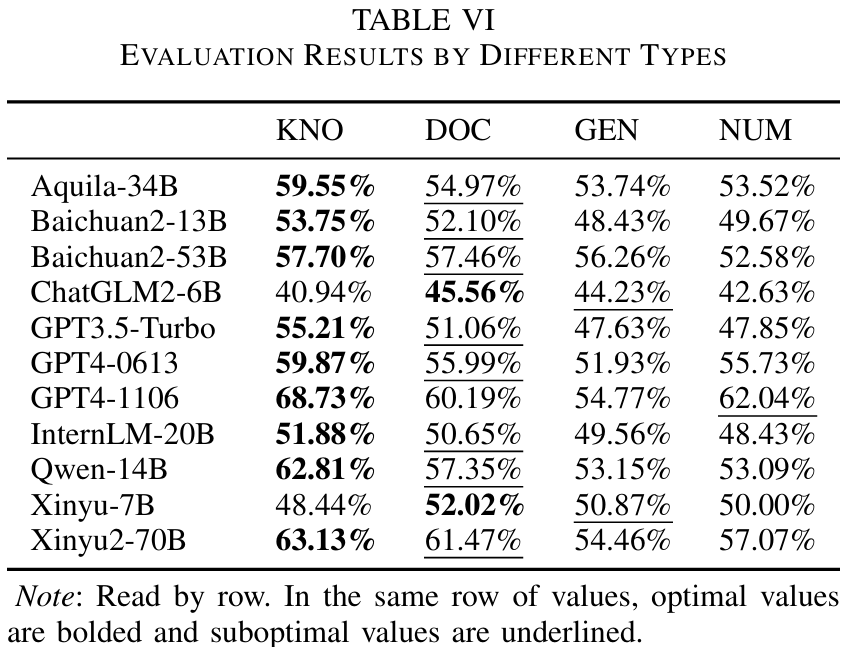 TABLE VI
EVALUATION RESULTS BY DIFFERENT TYPES
KNO DOC GEN NUM
Aquila-34B 59.55% 54.97% 53.74% 53.52%
Baichuan2-13B 53.75% 52.10% 48.43% 49.67%
Baichuan2-53B 57.70% 57.46% 56.26% 52.58%
ChatGLM2-6B 40.94% 45.56% 44.23% 42.63%
GPT3.5-Turbo 55.21% 51.06% 47.63% 47.85%
GPT4-0613 59.87% 55.99% 51.93% 55.73%
GPT4-1106 68.73% 60.19% 54.77% 62.04%
InternLM-20B 51.88% 50.65% 49.56% 48.43%
Qwen-14B 62.81% 57.35% 53.15% 53.09%
Xinyu-7B 48.44% 52.02% 50.87% 50.00%
Xinyu2-70B 63.13% 61.47% 54.46% 57.07%
Note: Read by row. In the same row of values, optimal values
are bolded and suboptimal values are underlined.